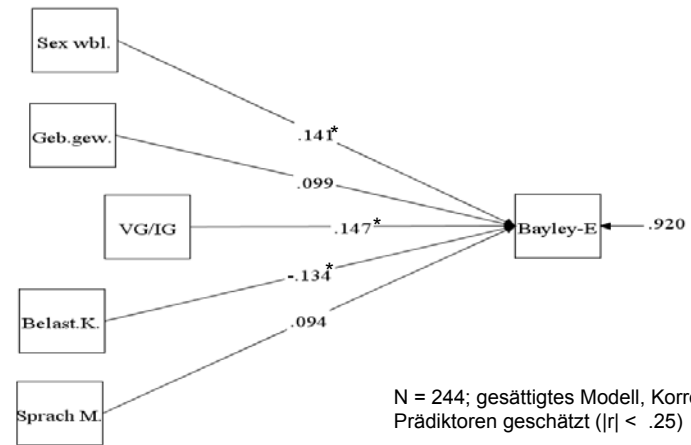 Sex wbl.
.141*
Geb.gew.
.099
VG/IG
.147*
Bayley-E
.920
-.134*
Belast.K.
.094
Sprach M.
N = 244; gesättigtes Modell, Korre
Prädiktoren geschätzt (|r| < .25)